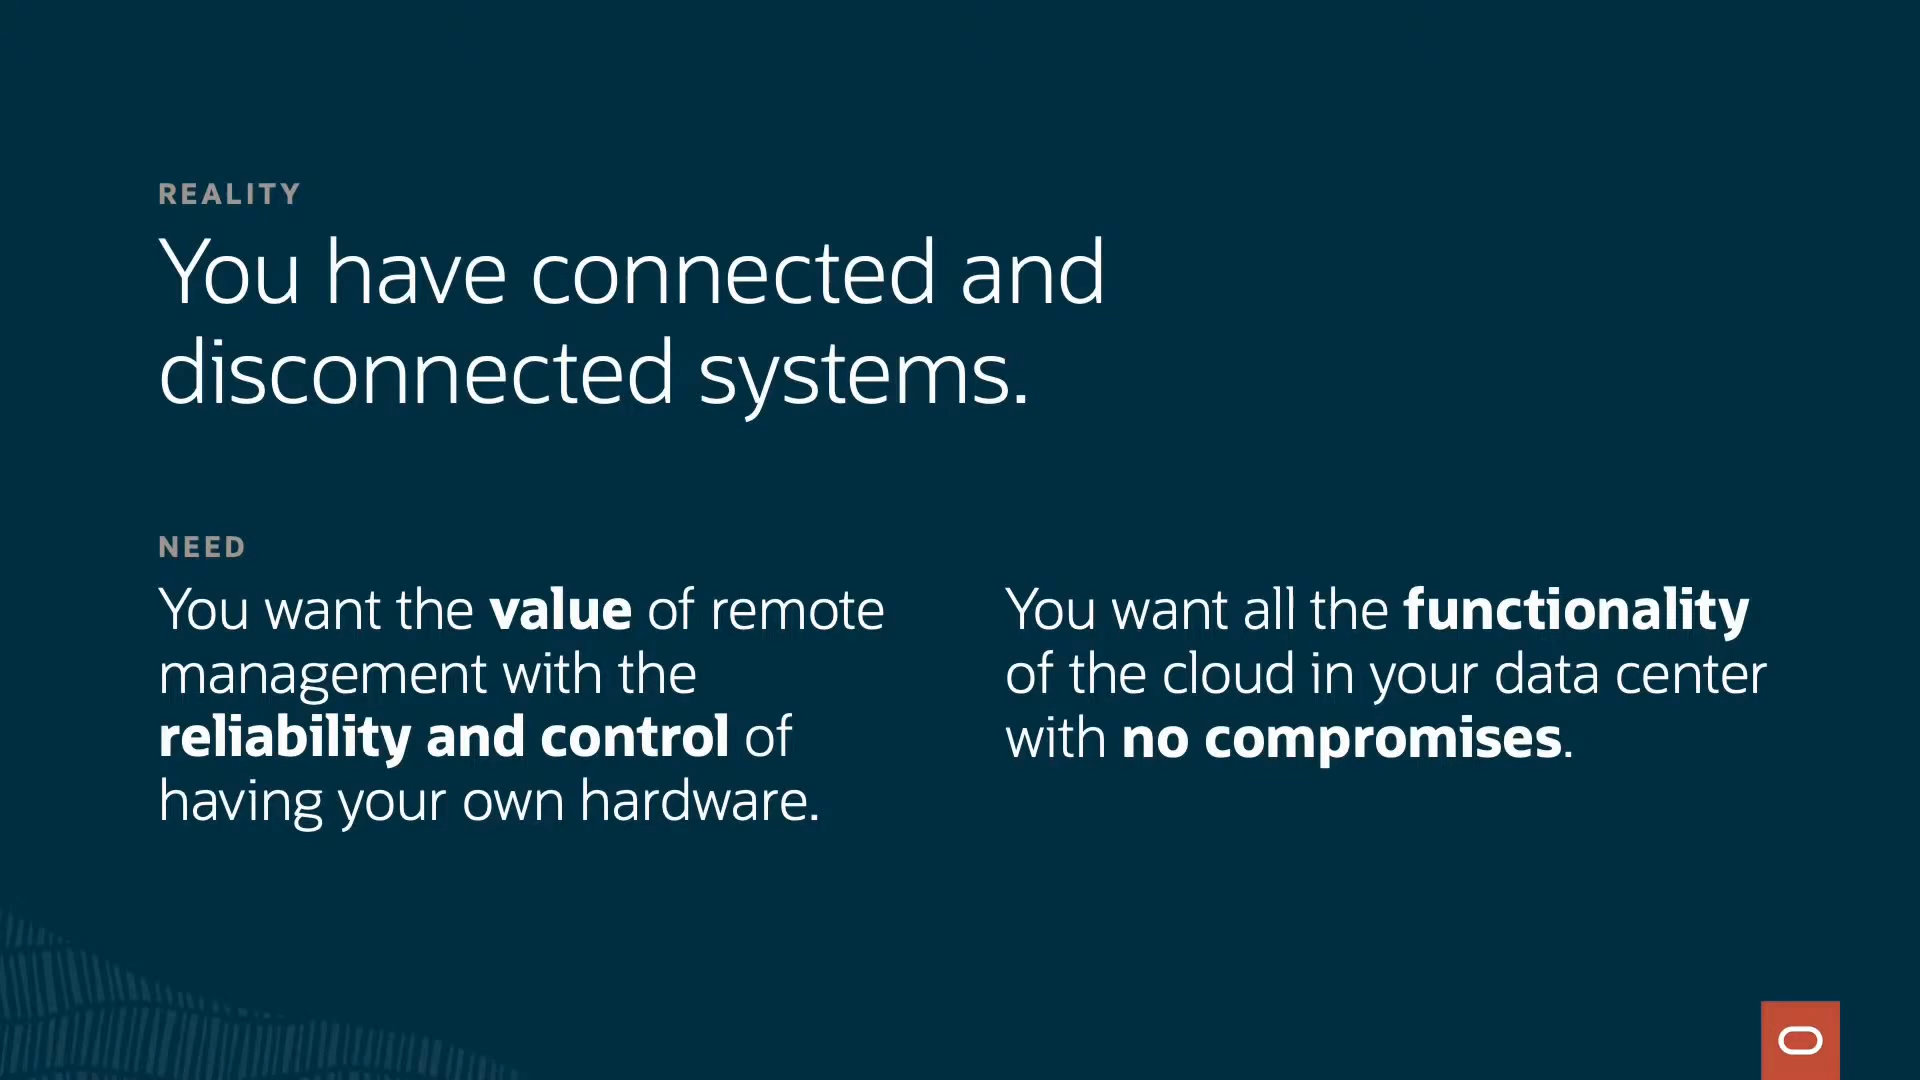 REALITY
You have connected and
disconnected systems.
NEED
You want the value of remote
management with the
reliability and control of
having your own hardware.
You want all the functionality
of the cloud in your data center
with no compromises.